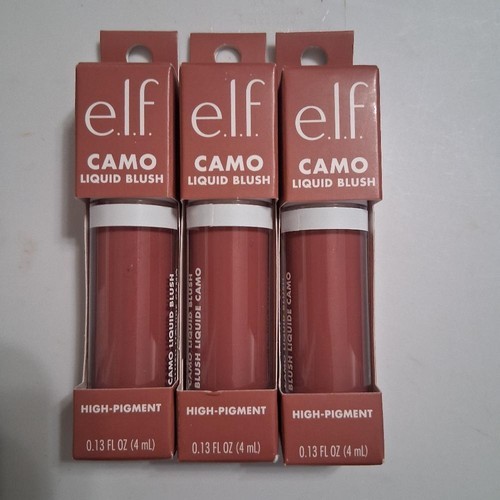 e.l.f.
CAMO
LIQUID BLUSH
CAMO LIQUID BLUSH
HIGH-PIGMENT
0.13 FL OZ (4 mL)
e.l.f.
CAMO
LIQUID BLUSH
CAMO LIQUID BLUSH
BLUSH LIQUIDE CAMO
HIGH-PIGMENT
0.13 FL OZ (4 mL)
e.l.f.
CAMO
LIQUID BLUSH
BLUSH LIQUIDE CAMO
HIGH-PIGMENT
0.13 FL OZ (4 mL)